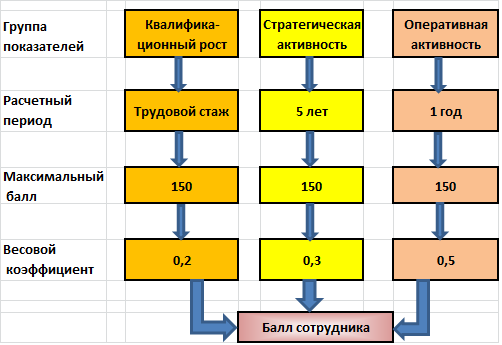 Группа
показателей
Квалифика-
ционный рост
Стратегическая
активность
Оперативная
активность
Расчетный
период
Трудовой стаж
5 лет
1 год
Максимальный
балл
150
150
150
Весовой
коэффициент
0,2
0,3
0,5
Балл сотрудника